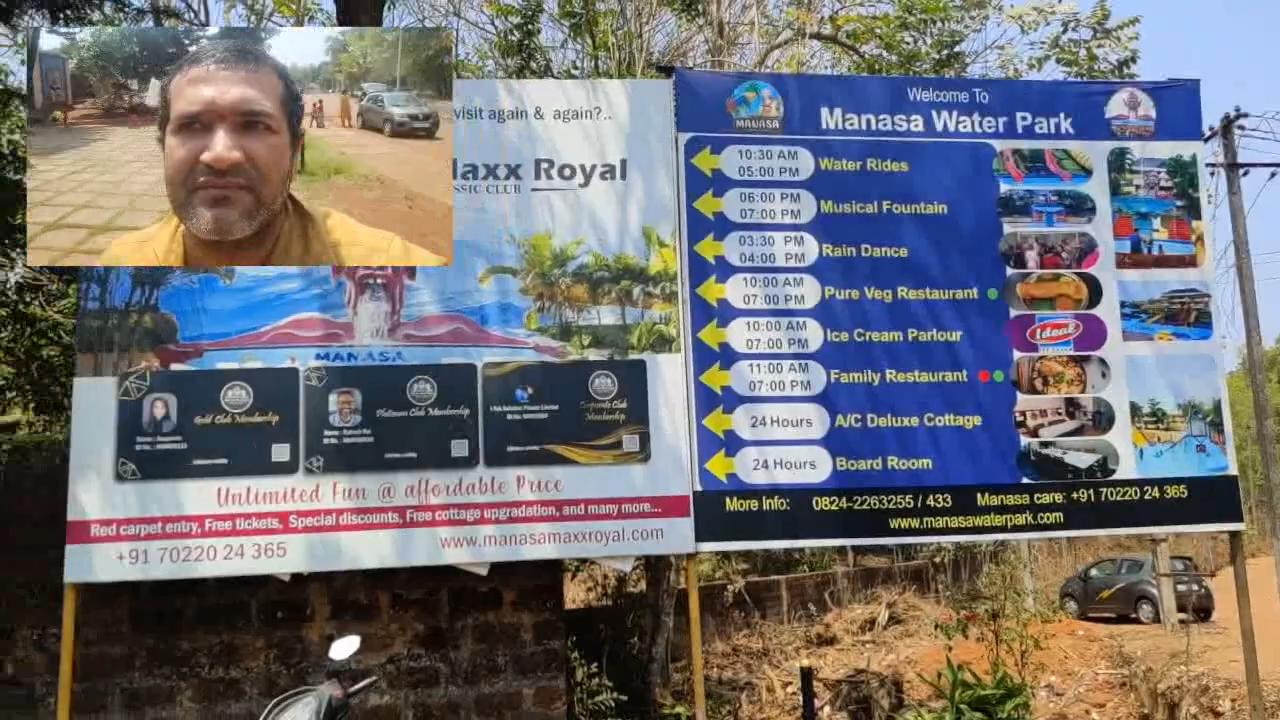 visit again & again?..
axx Royal
SSIC CLUB
MANASA
Gold Club Membership
Platinum Club Membership
Corporate Club
Membership
Unlimited Fun @ affordable Price
Red carpet entry, Free tickets, Special discounts, Free cottage upgradation, and many more...
+91 70220 24 365
www.manasamaxxroyal.com
MANASA
Welcome To
Manasa Water Park
10:30 AM
05:00 PM
Water Rides
06:00 PM
07:00 PM
Musical Fountain
03:30 PM
04:00 PM
Rain Dance
10:00 AM
07:00 PM
Pure Veg Restaurant
10:00 AM
07:00 PM
Ice Cream Parlour
Ideal
11:00 AM
07:00 PM
Family Restaurant
24 Hours
A/C Deluxe Cottage
24 Hours
Board Room
More Info: 0824-2263255 / 433 Manasa care: +91 70220 24 365
www.manasawaterpark.com